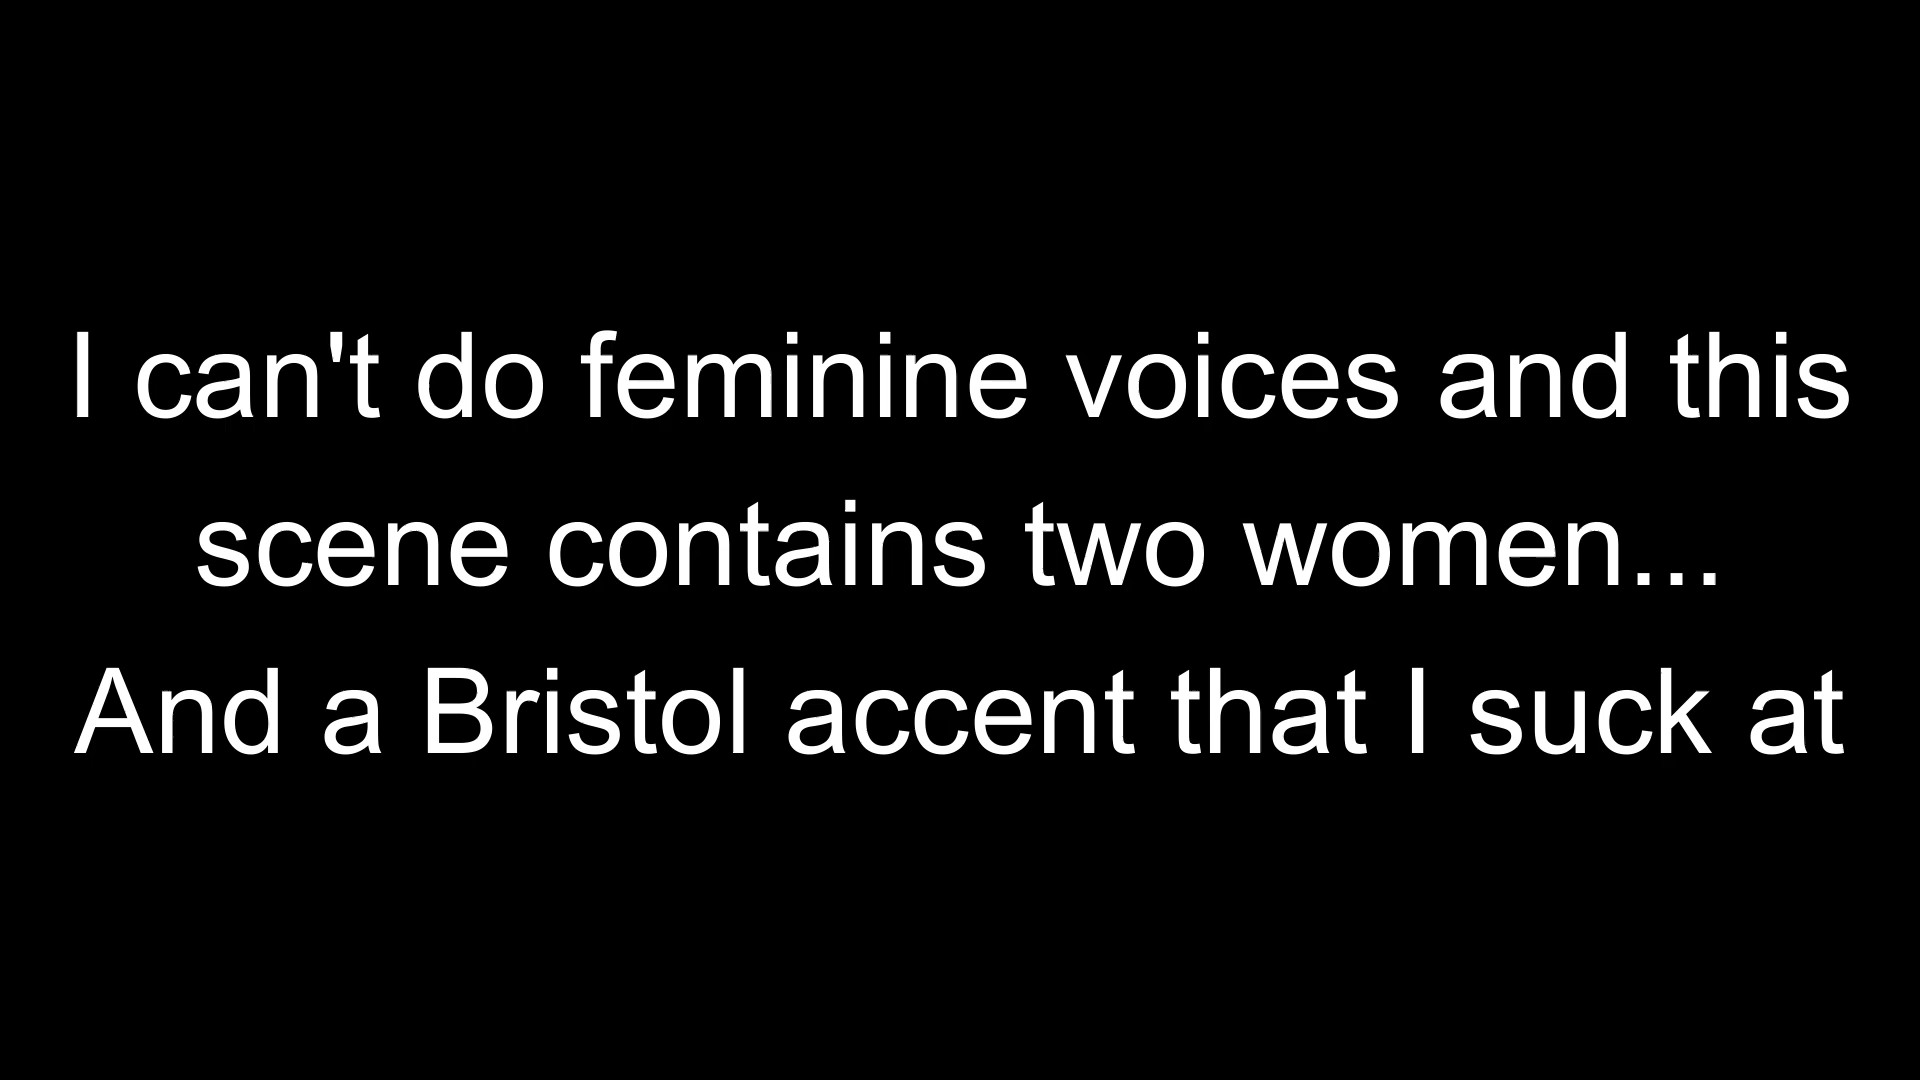 I can't do feminine voices and this
scene contains two women...
And a Bristol accent that I suck at